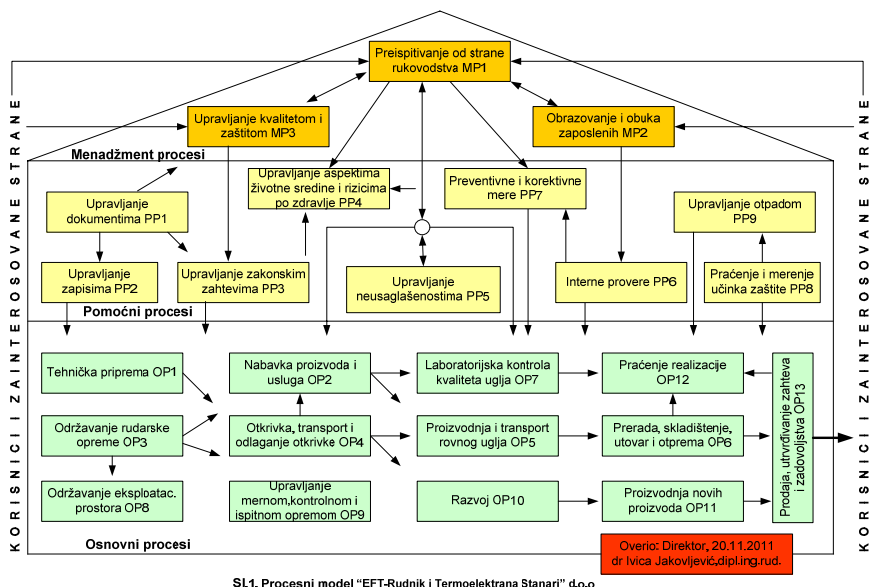 Preispitivanje od strane
rukovodstva MP1
Upravljanje kvalitetom i
zaštitom MP3
Obrazovanje i obuka
zaposlenih MP2
Menadžment procesi
Upravljanje aspektima
životne sredine i rizicima
po zdravlje PP4
Preventivne i korektivne
mere PP7
Upravljanje
dokumentima PP1
Upravljanje otpadom
PP9
Upravljanje
zapisima PP2
Upravljanje zakonskim
zahtevima PP3
Upravljanje
neusaglašenostima PP5
Interne provere PP6
Praćenje i merenje
učinka zaštite PP8
Pomoćni procesi
Tehnička priprema OP1
Nabavka proizvoda i
usluga OP2
Laboratorijska kontrola
kvaliteta uglja OP7
Praćenje realizacije
OP12
Održavanje rudarske
opreme OP3
Otkrivka, transport i
odlaganje otkrivke OP4
Proizvodnja i transport
rovnog uglja OP5
Prerada, skladištenje,
utovar i otprema OP6
Prodaja, utvrđivanje zahteva
i zadovoljstva OP13
Održavanje eksploatac.
prostora OP8
Upravljanje
mernom,kontrolnom i
ispitnom opremom OP9
Razvoj OP10
Proizvodnja novih
proizvoda OP11
Osnovni procesi
Overio: Direktor, 20.11.2011
dr Ivica Jakovljević,dipl.ing.rud.
KORISNICI I ZAINTEROSOVANE STRANE
KORISNICI I ZAINTEROSOVANE STRANE
Sl.1. Procesni model “EFT-Rudnik i Termoelektrana Stanari” d.o.o